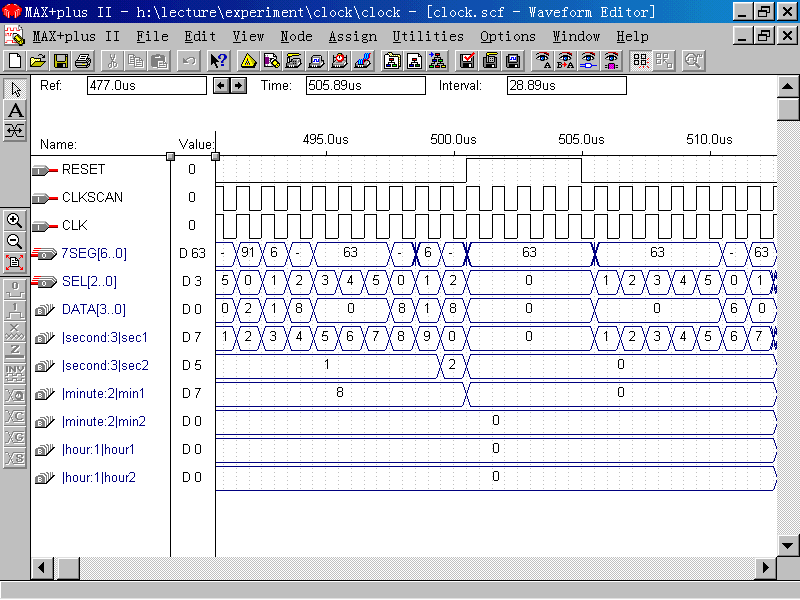 MAX+plus II - h:\lecture\experiment\clock\clock - [clock.scf - Waveform Editor]
MAX+plus II File Edit View Node Assign Utilities Options Window Help
Ref: 477.0us Time: 505.89us Interval: 28.89us
495.0us 500.0us 505.0us 510.0us
Name: Value:
RESET 0
CLKSCAN 0
CLK 0
7SEG[6..0] D 63 - 91 6 - 63 - 6 - 63 63 - 63
SEL[2..0] D 3 5 0 1 2 3 4 5 0 1 2 0 1 2 3 4 5 0 1
DATA[3..0] D 0 0 2 1 8 0 8 1 8 0 0 6 0
|second:3|sec1 D 7 1 2 3 4 5 6 7 8 9 0 0 1 2 3 4 5 6 7
|second:3|sec2 D 5 1 2 0
|minute:2|min1 D 7 8 0
|minute:2|min2 D 0 0
|hour:1|hour1 D 0 0
|hour:1|hour2 D 0 0